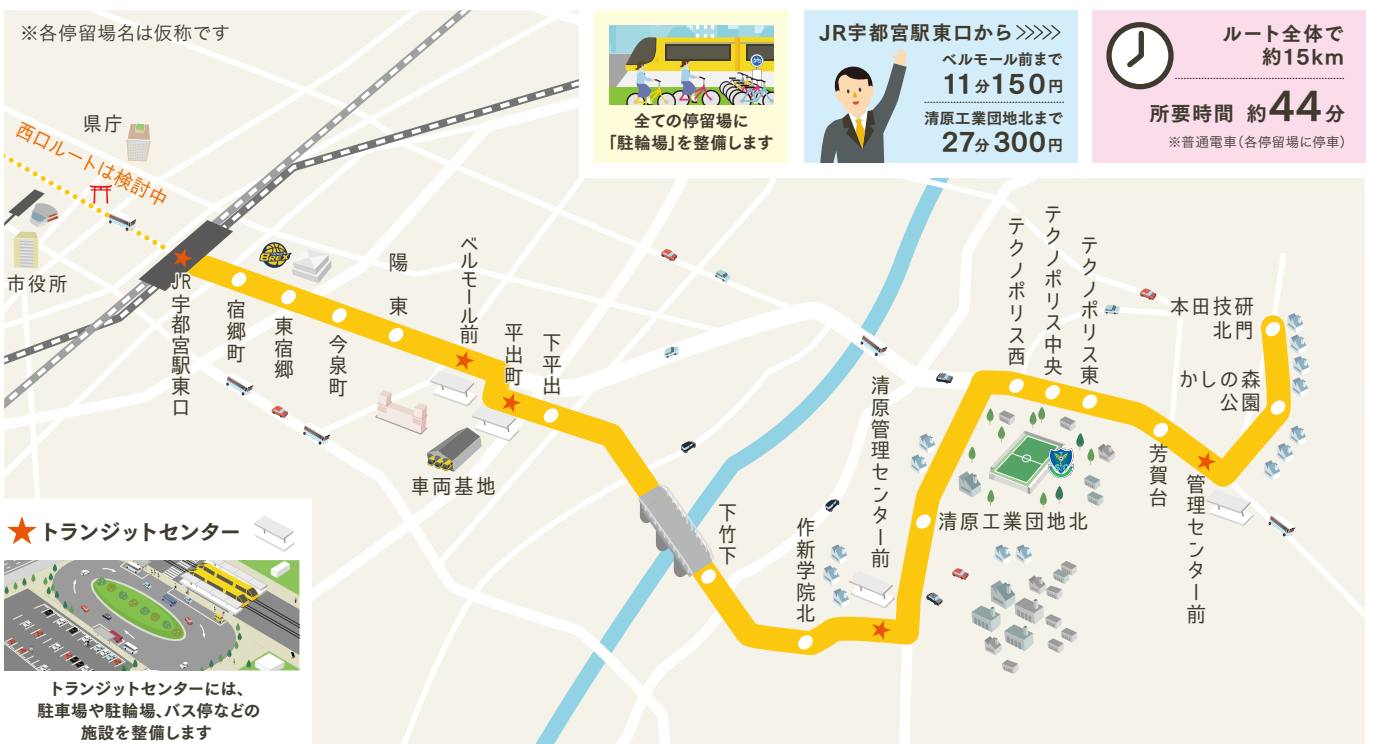 ※各停留場名は仮称です
全ての停留場に
「駐輪場」を整備します
JR宇都宮駅東口から >>>>>
ベルモール前まで
11分150円
清原工業団地北まで
27分300円
ルート全体で
約15km
所要時間 約44分
※普通電車(各停留場に停車)
県庁
西口ルートは検討中
市役所
BREX
JR宇都宮駅東口
宿郷町
東宿郷
今泉町
陽東
ベルモール前
平出町
下平出
車両基地
下竹下
作新学院北
清原管理センター前
清原工業団地北
テクノポリス西
テクノポリス中央
テクノポリス東
芳賀台
管理センター前
かしの森
公園
本田技研
北門
トランジットセンター
トランジットセンターには、
駐車場や駐輪場、バス停などの
施設を整備します